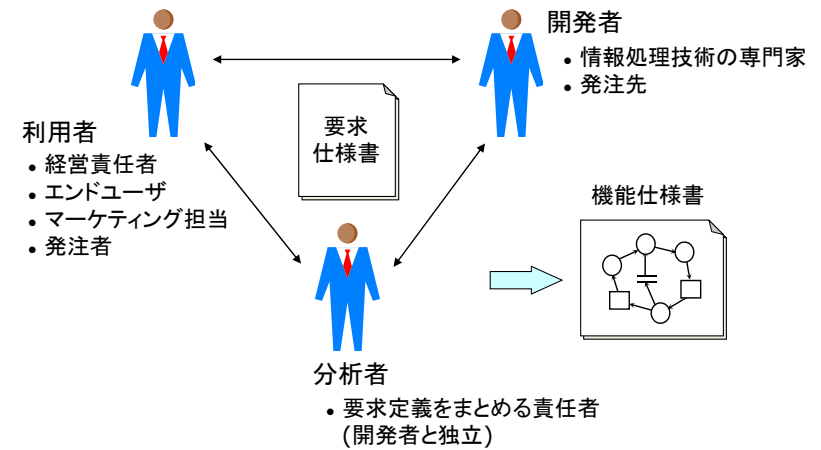 開発者
• 情報処理技術の専門家
• 発注先
要求
仕様書
利用者
• 経営責任者
• エンドユーザ
• マーケティング担当
• 発注者
機能仕様書
分析者
• 要求定義をまとめる責任者
(開発者と独立)